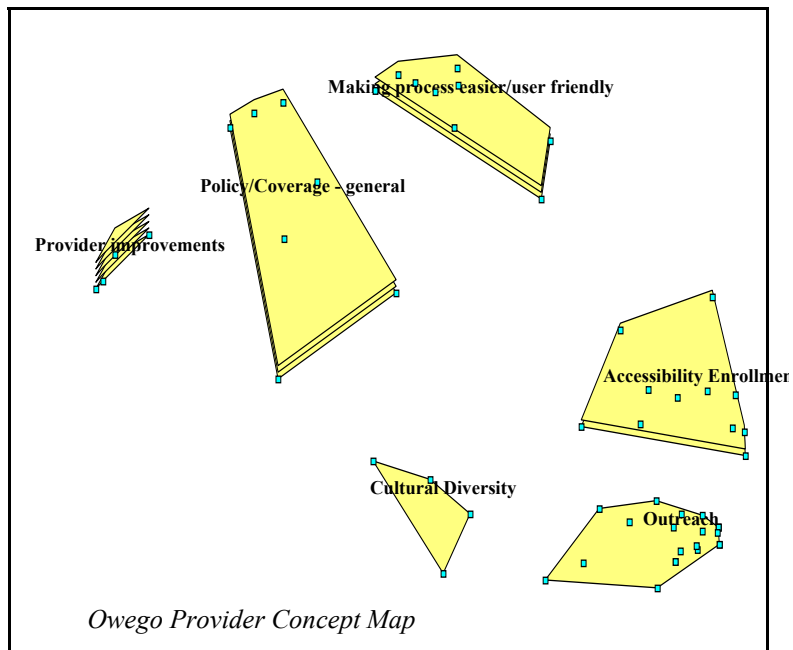 Making process easier/user friendly
Policy/Coverage - general
Provider improvements
Accessibility Enrollmen
Cultural Diversity
Outreach
Owego Provider Concept Map